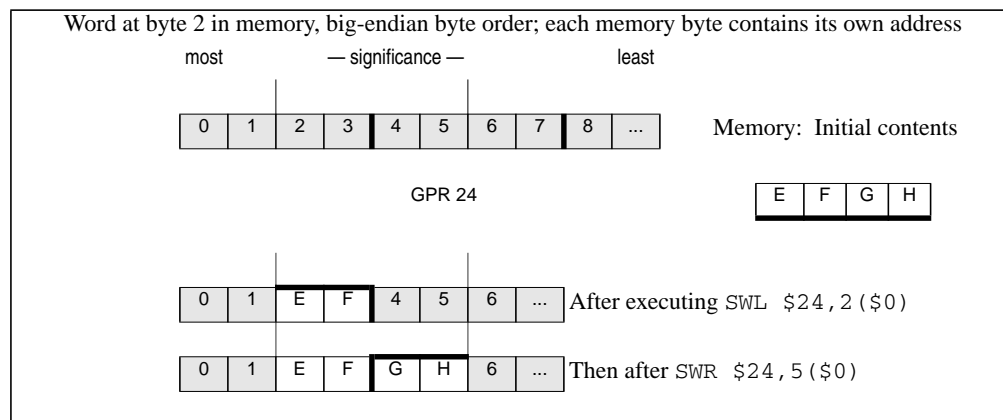 Word at byte 2 in memory, big-endian byte order; each memory byte contains its own address
most — significance — least
0 1 2 3 4 5 6 7 8 ... Memory: Initial contents
GPR 24 E F G H
0 1 E F 4 5 6 ... After executing SWL $24,2($0)
0 1 E F G H 6 ... Then after SWR $24,5($0)